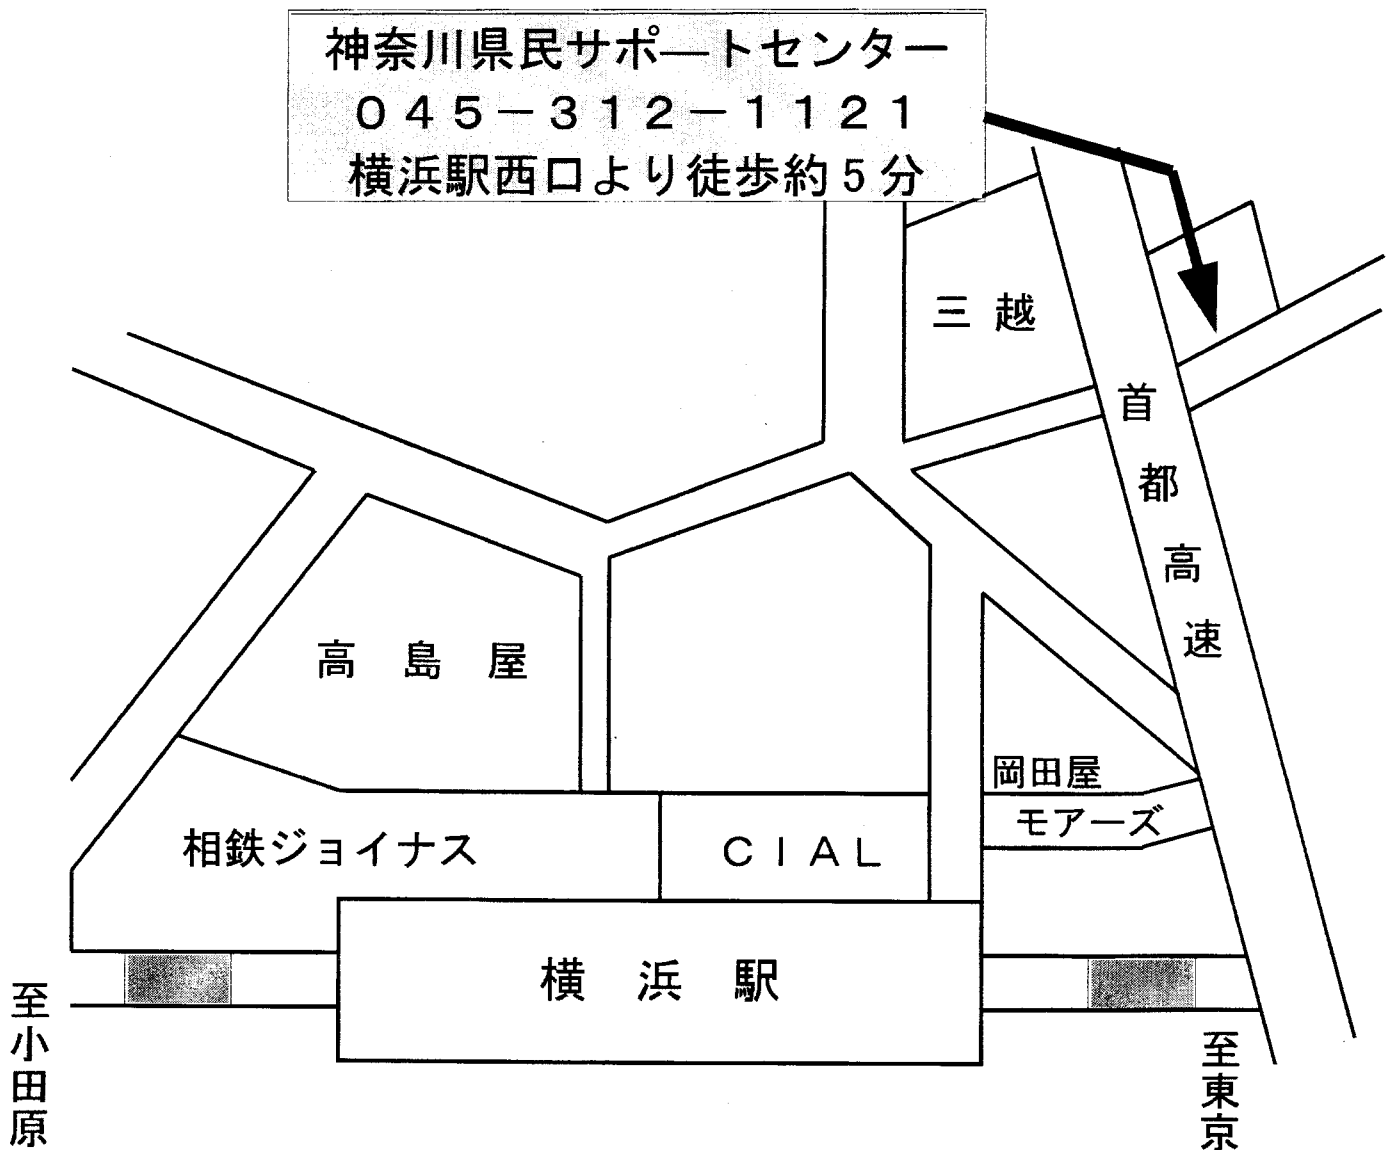 神奈川県民サポートセンター
０４５－３１２－１１２１
横浜駅西口より徒歩約５分
三越
首都高速
高島屋
岡田屋
モアーズ
相鉄ジョイナス
ＣＩＡＬ
横浜駅
至小田原
至東京